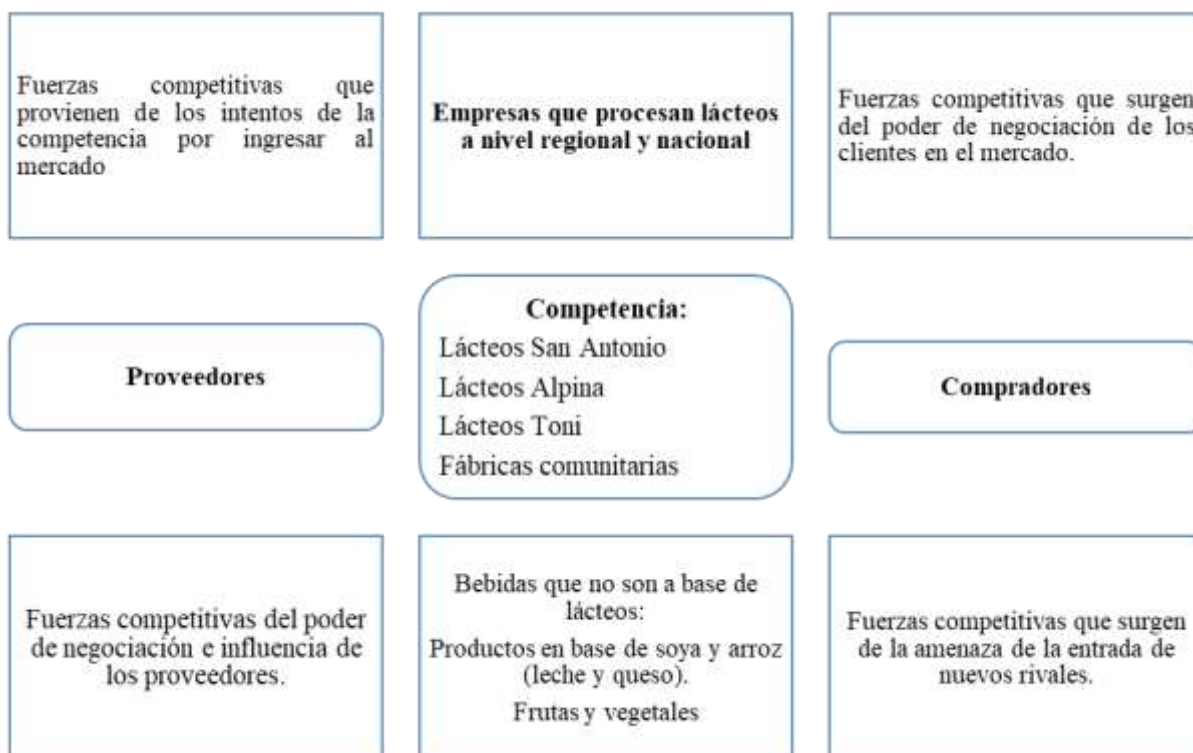 Fuerzas competitivas que
provienen de los intentos de la
competencia por ingresar al
mercado
Empresas que procesan lácteos
a nivel regional y nacional
Fuerzas competitivas que surgen
del poder de negociación de los
clientes en el mercado.
Proveedores
Competencia:
Lácteos San Antonio
Lácteos Alpina
Lácteos Toni
Fábricas comunitarias
Compradores
Fuerzas competitivas del poder
de negociación e influencia de
los proveedores.
Bebidas que no son a base de
lácteos:
Productos en base de soya y arroz
(leche y queso).
Frutas y vegetales
Fuerzas competitivas que surgen
de la amenaza de la entrada de
nuevos rivales.